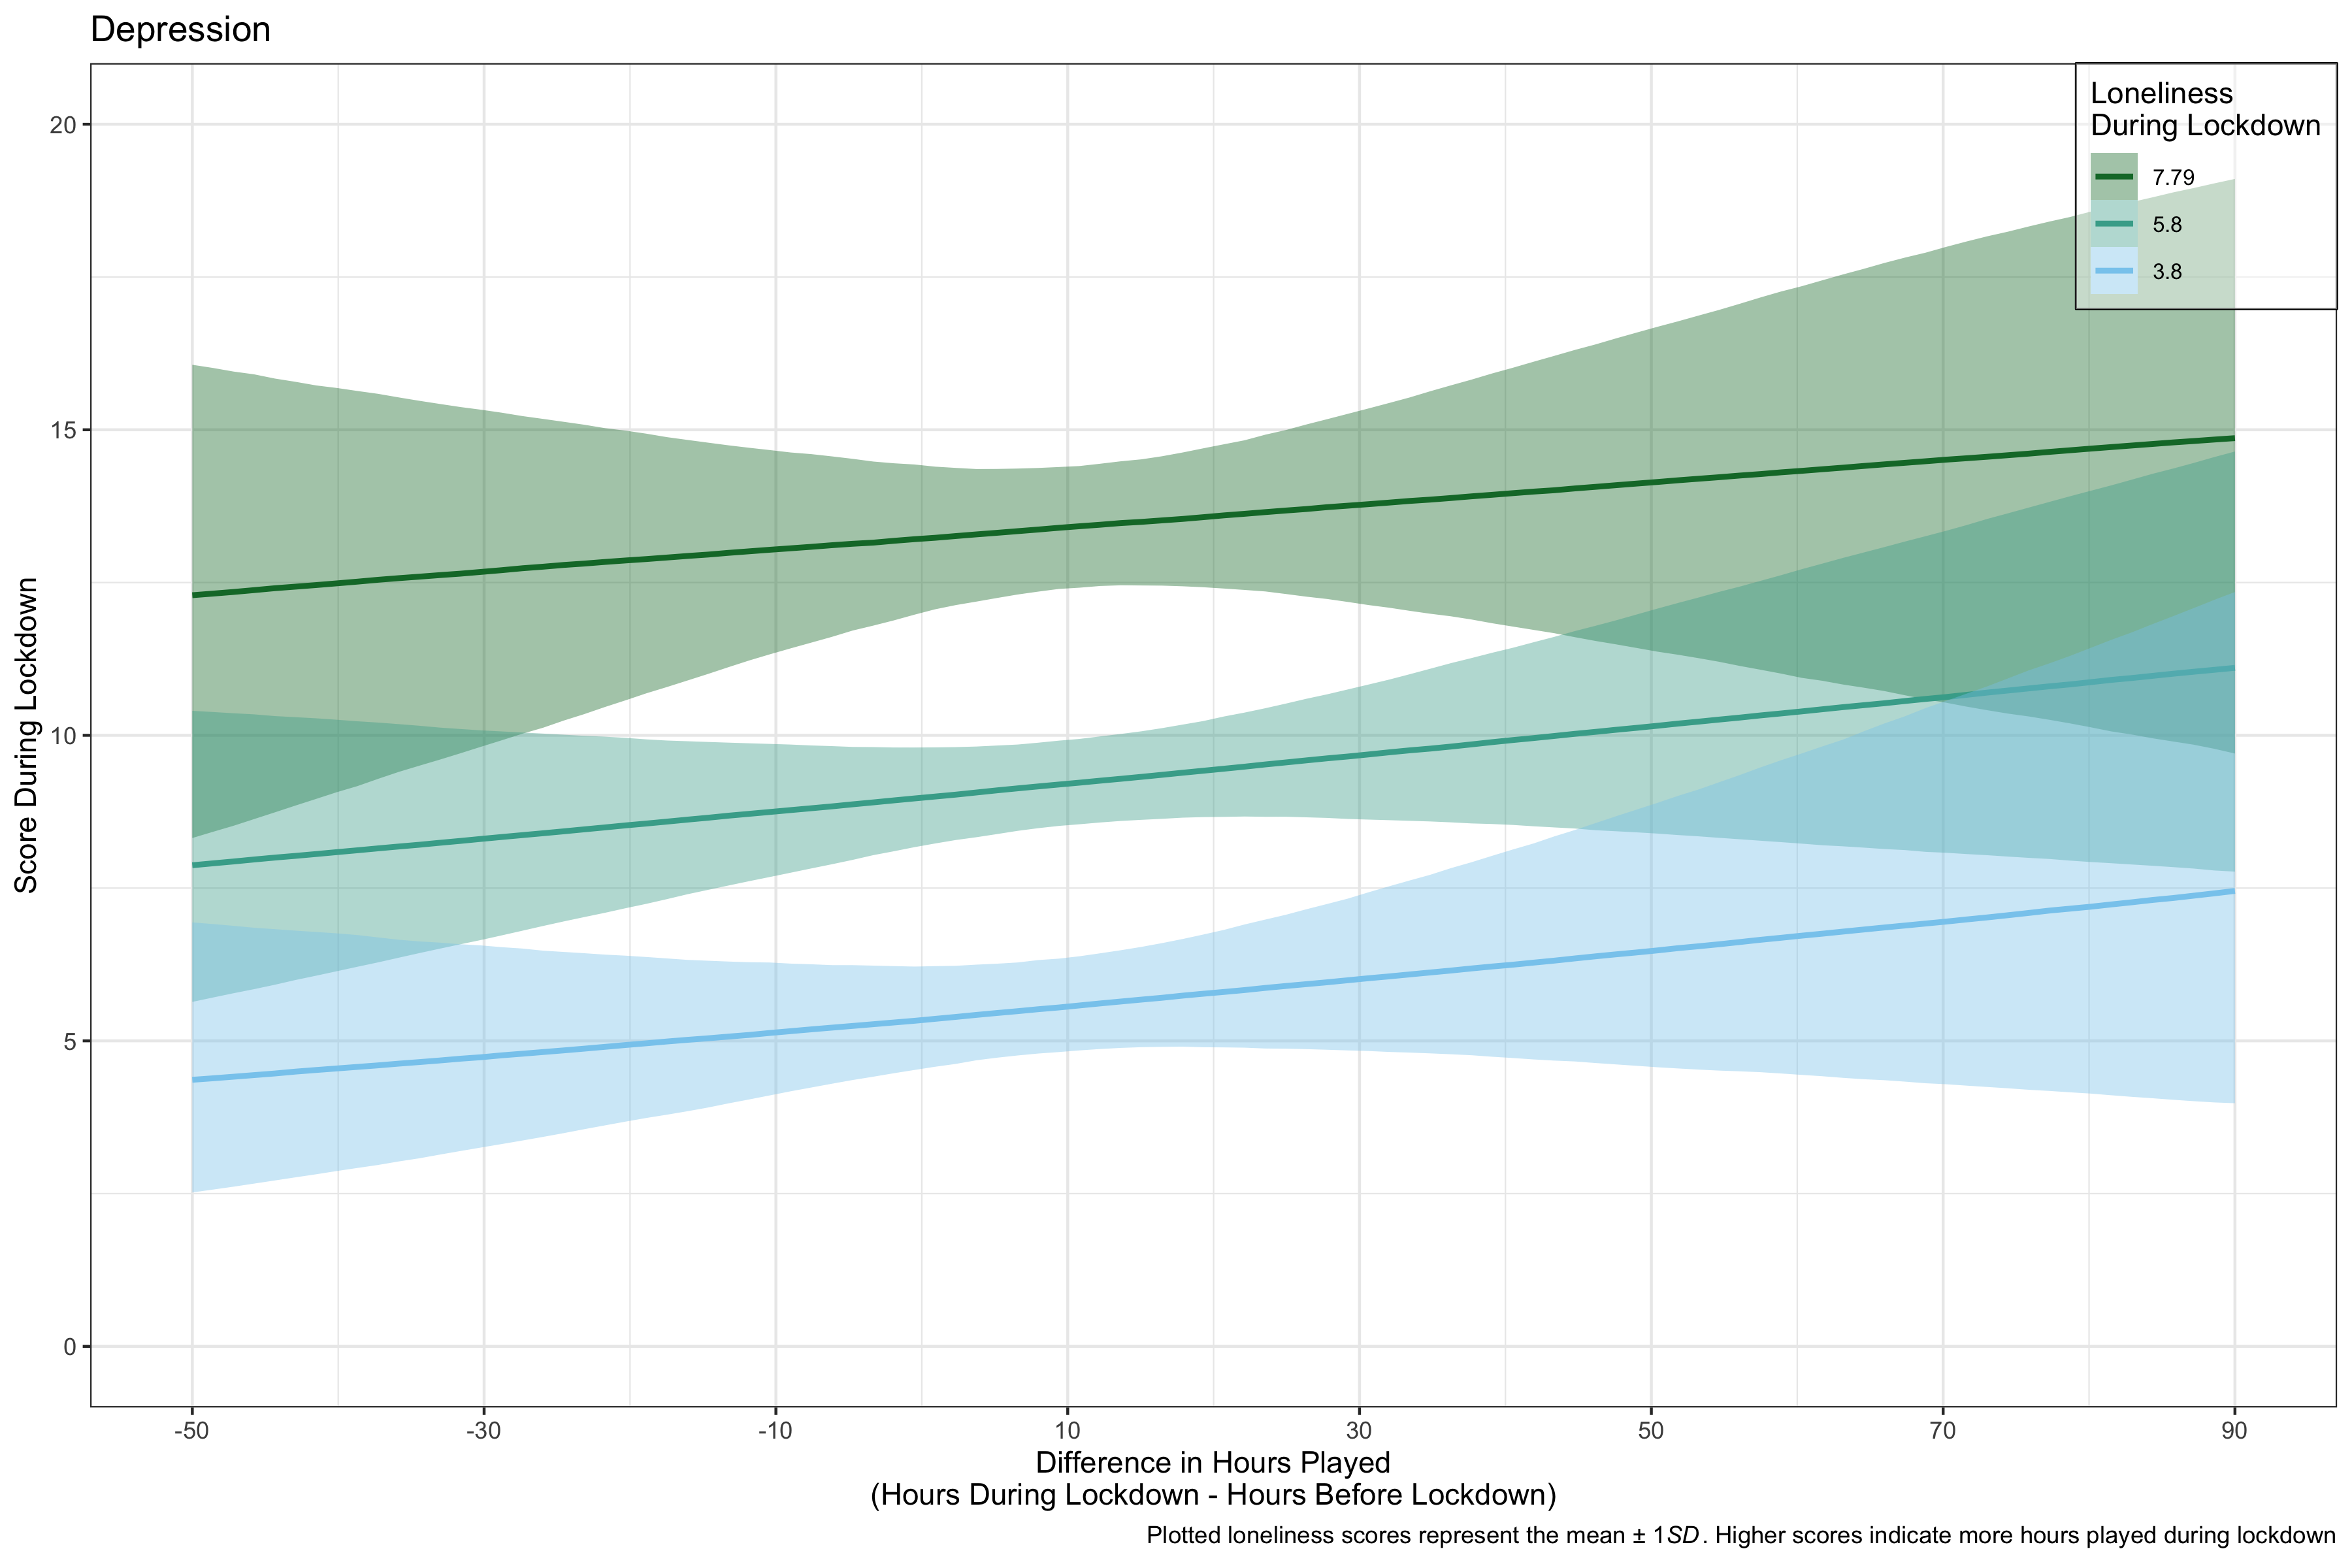 Depression
Loneliness
During Lockdown
7.79
5.8
3.8
20
15
10
5
0
Score During Lockdown
-50 -30 -10 10 30 50 70 90
Difference in Hours Played
(Hours During Lockdown - Hours Before Lockdown)
Plotted loneliness scores represent the mean ± 1SD. Higher scores indicate more hours played during lockdown